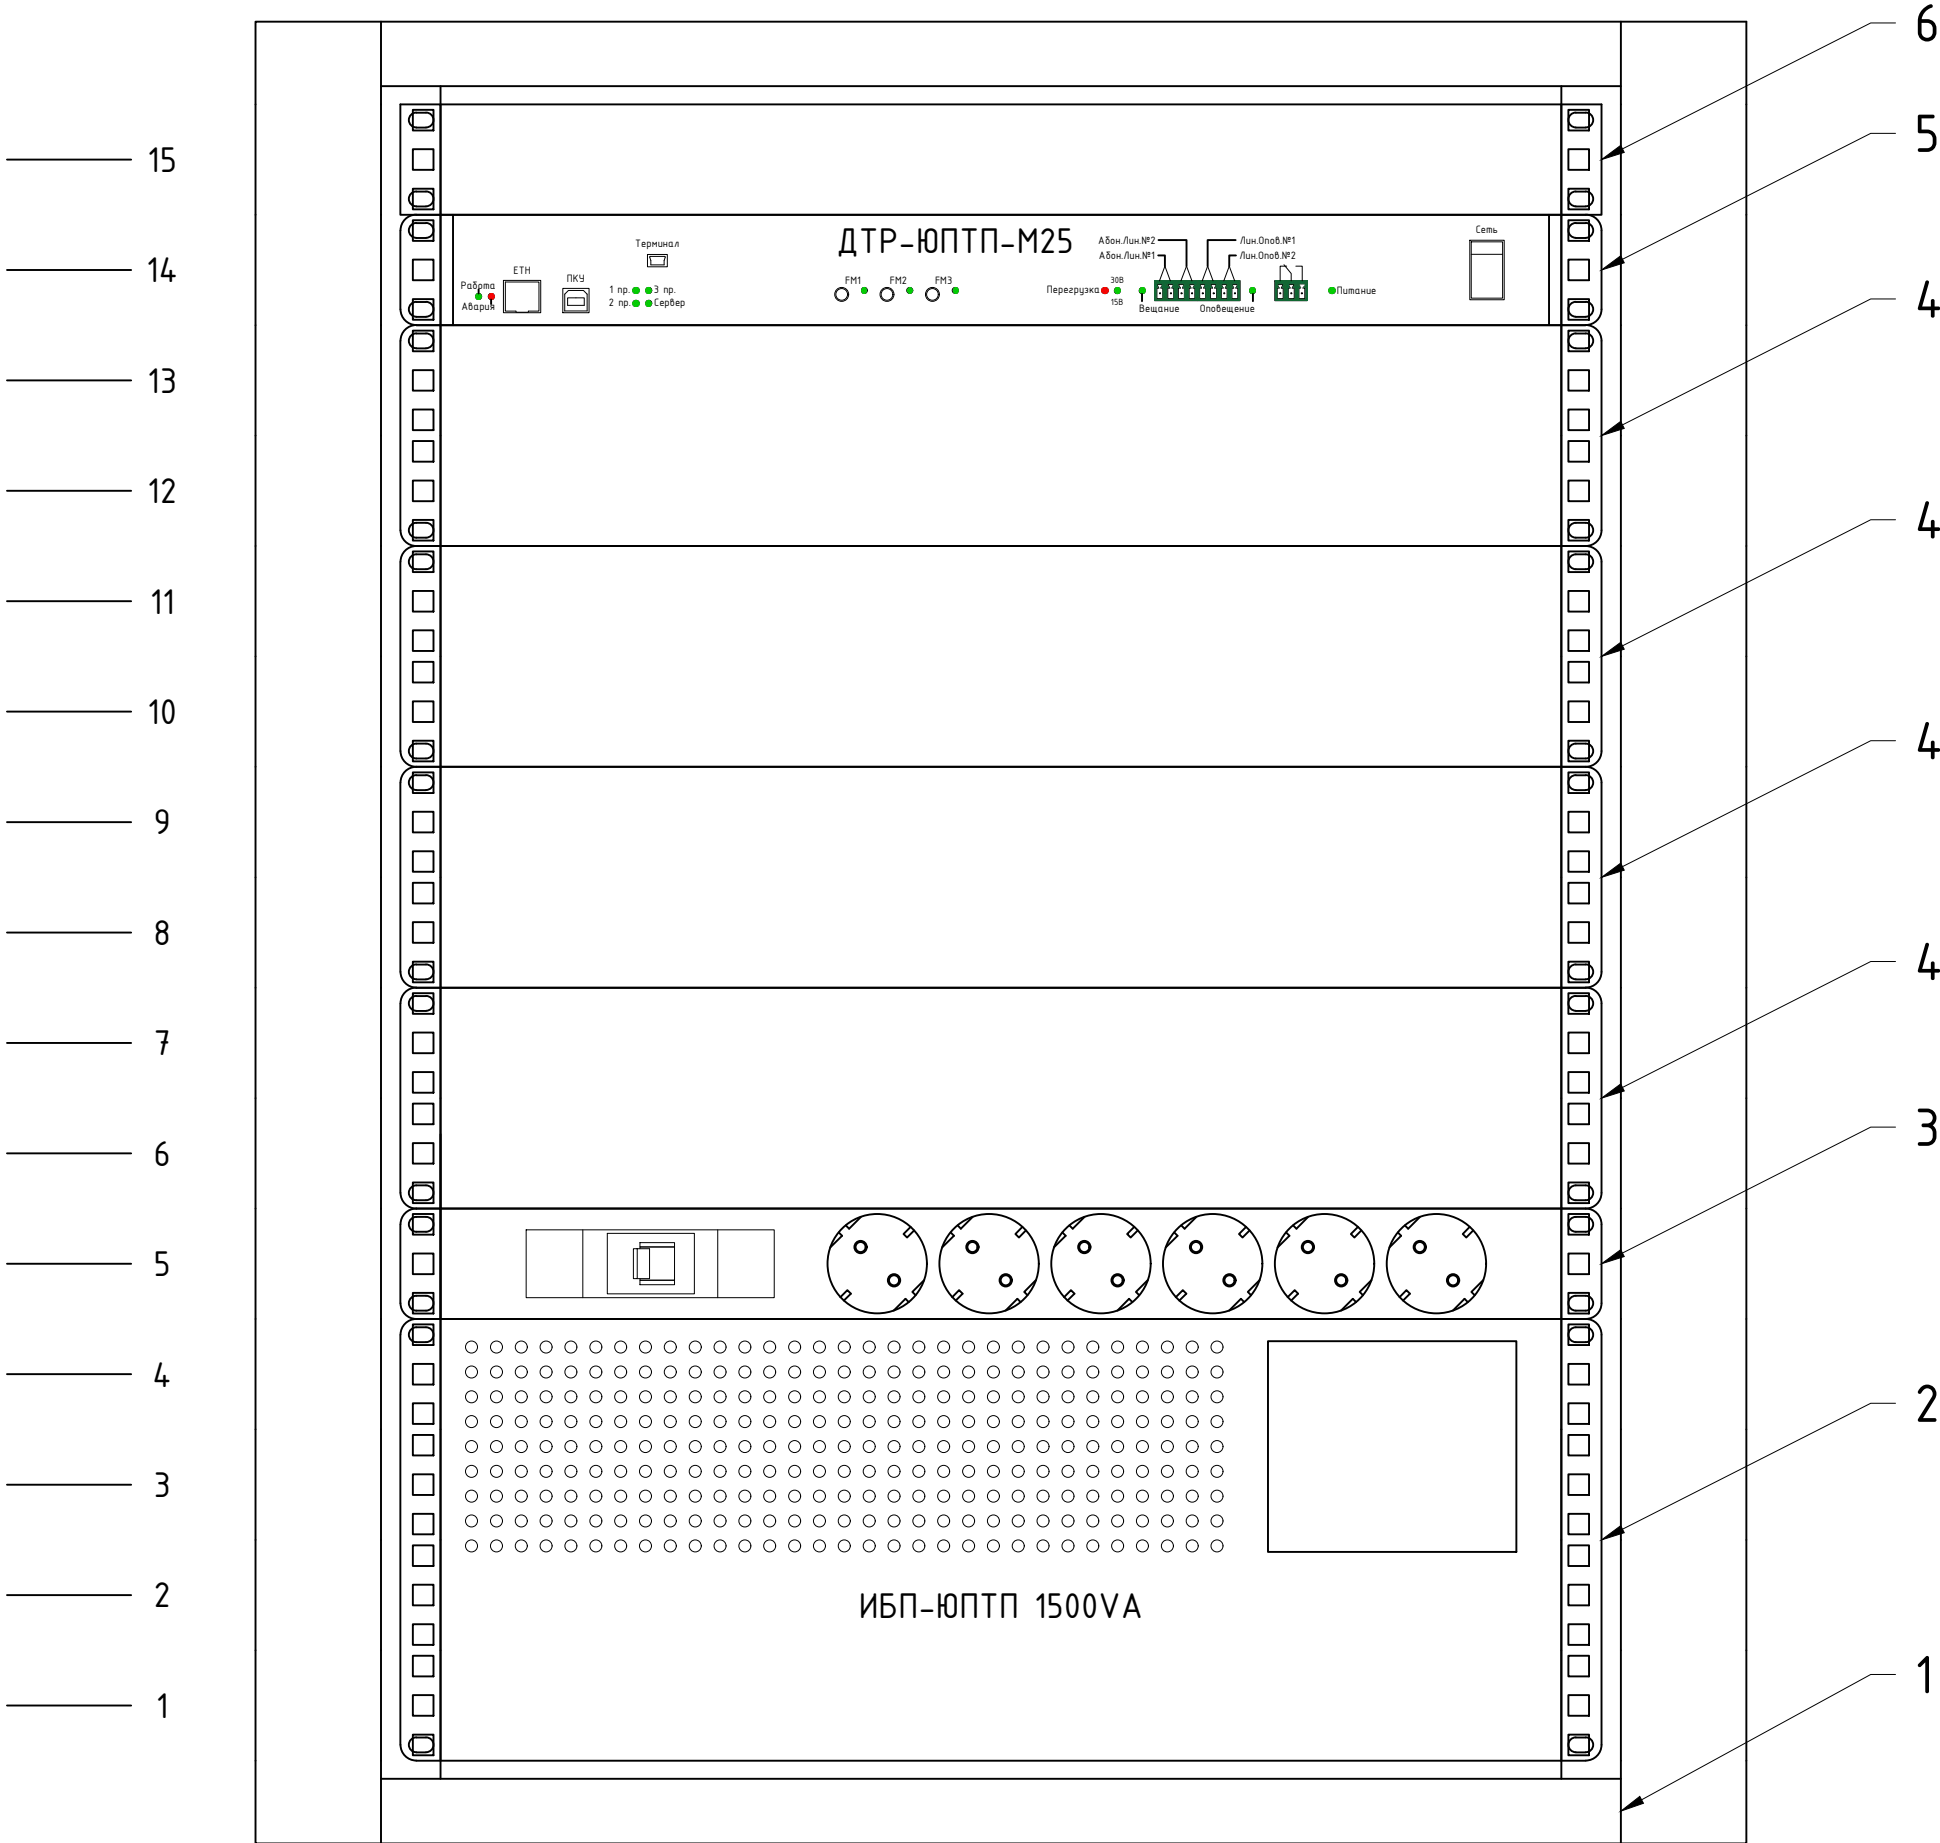 6
5
15
ДТР-ЮПТП-М25
Сеть
Терминал
Абон.Лин.№2
Лин.Опов.№1
Абон.Лин.№1
Лин.Опов.№2
14
ETH
ПКУ
Работа
Авария
1 пр.
3 пр.
2 пр.
Сервер
FM1
FM2
FM3
Перегрузка
30В
15В
Вещание
Оповещение
Питание
4
13
12
4
11
10
4
9
8
4
7
3
6
5
4
2
3
2
ИБП-ЮПТП 1500VA
1
1